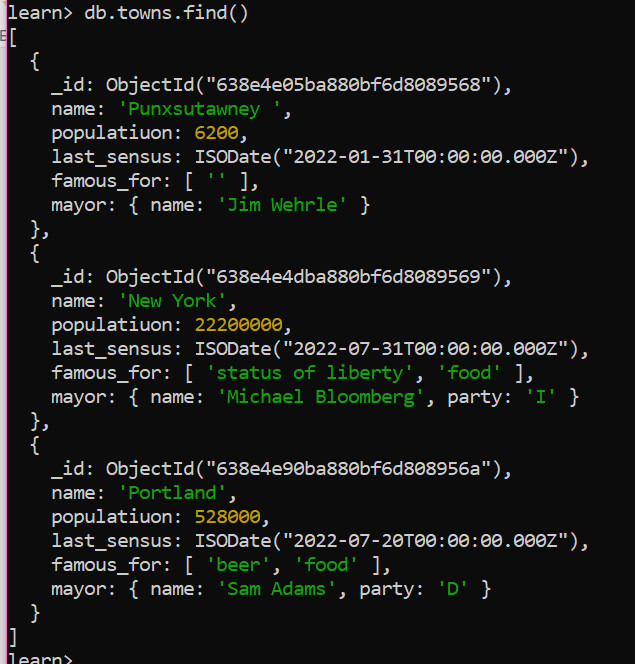 learn> db.towns.find()
[
  {
    _id: ObjectId("638e4e05ba880bf6d8089568"),
    name: 'Punxsutawney ',
    populatiuon: 6200,
    last_sensus: ISODate("2022-01-31T00:00:00.000Z"),
    famous_for: [ '' ],
    mayor: { name: 'Jim Wehrle' }
  },
  {
    _id: ObjectId("638e4e4dba880bf6d8089569"),
    name: 'New York',
    populatiuon: 22200000,
    last_sensus: ISODate("2022-07-31T00:00:00.000Z"),
    famous_for: [ 'status of liberty', 'food' ],
    mayor: { name: 'Michael Bloomberg', party: 'I' }
  },
  {
    _id: ObjectId("638e4e90ba880bf6d808956a"),
    name: 'Portland',
    populatiuon: 528000,
    last_sensus: ISODate("2022-07-20T00:00:00.000Z"),
    famous_for: [ 'beer', 'food' ],
    mayor: { name: 'Sam Adams', party: 'D' }
  }
]
learn>